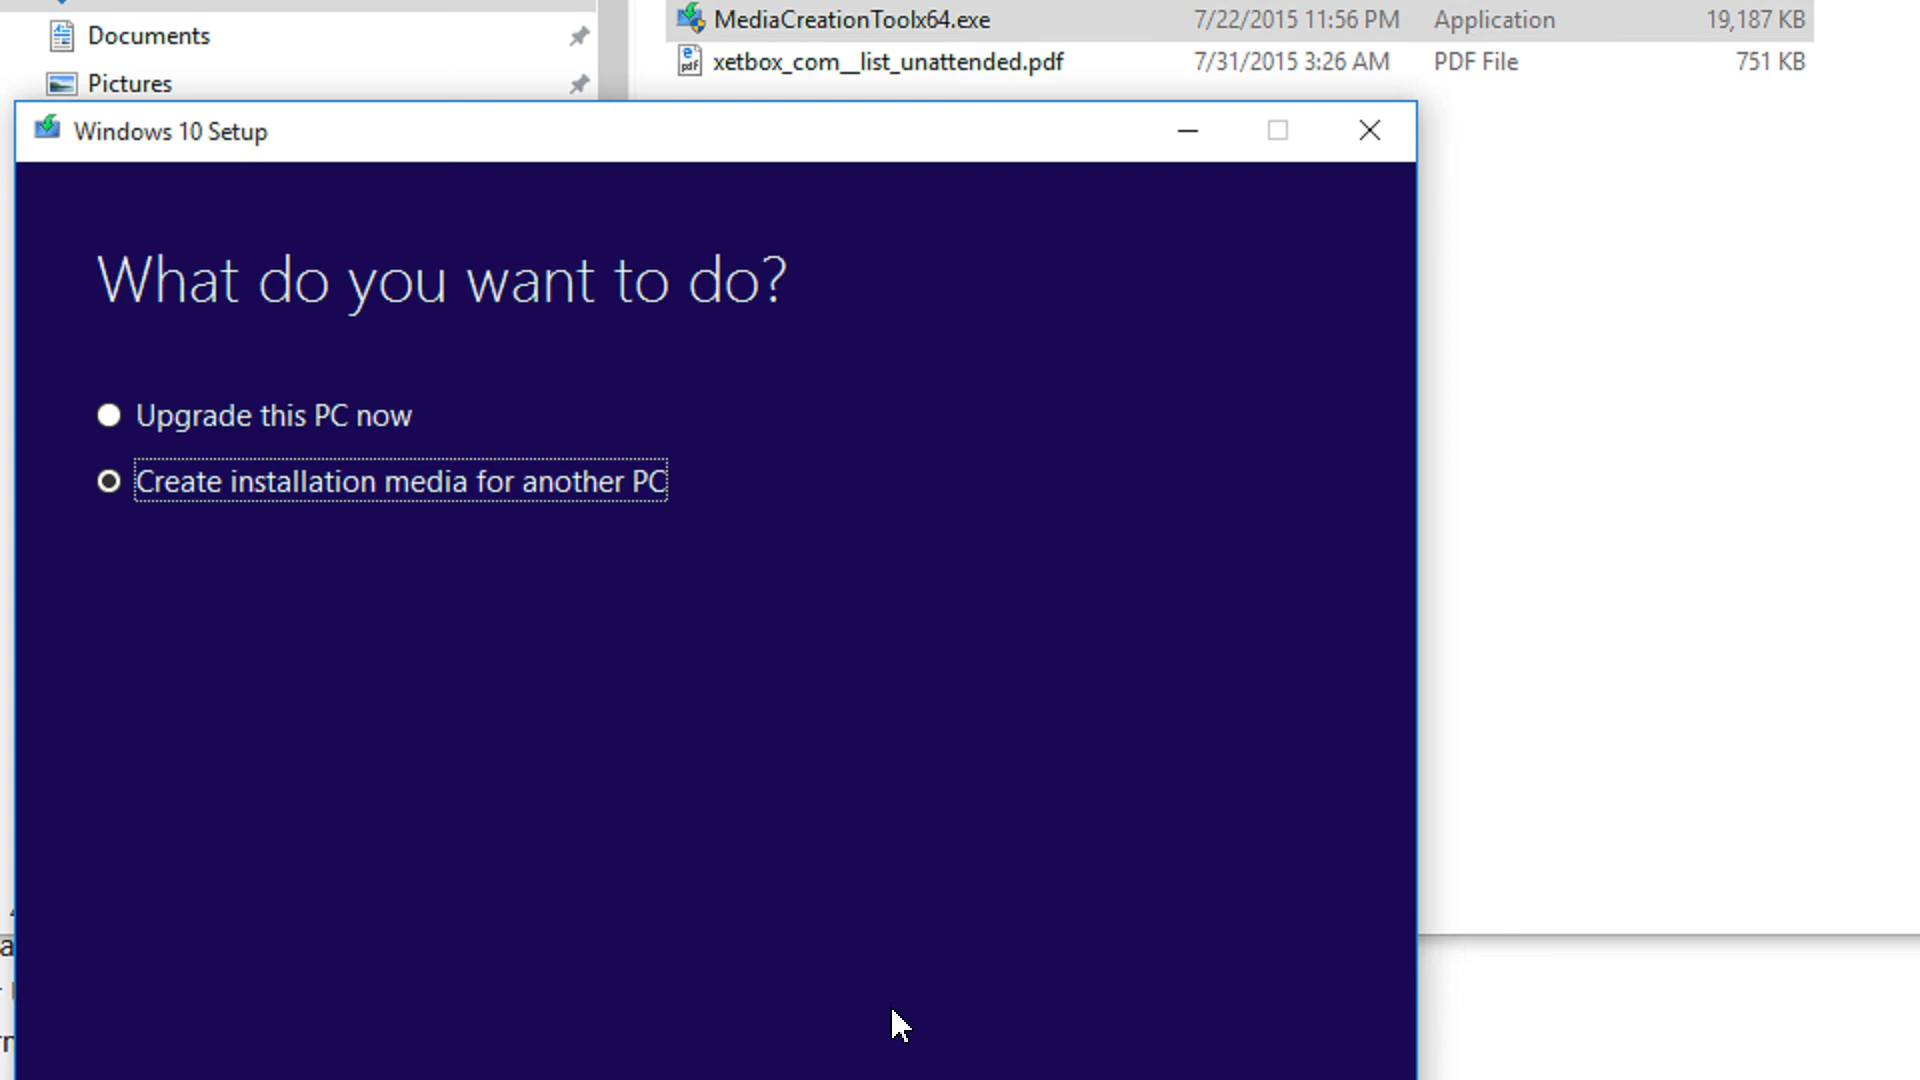 Documents
Pictures
MediaCreationToolx64.exe 7/22/2015 11:56 PM Application 19,187 KB
xetbox_com__list_unattended.pdf 7/31/2015 3:26 AM PDF File 751 KB
Windows 10 Setup
What do you want to do?
Upgrade this PC now
Create installation media for another PC